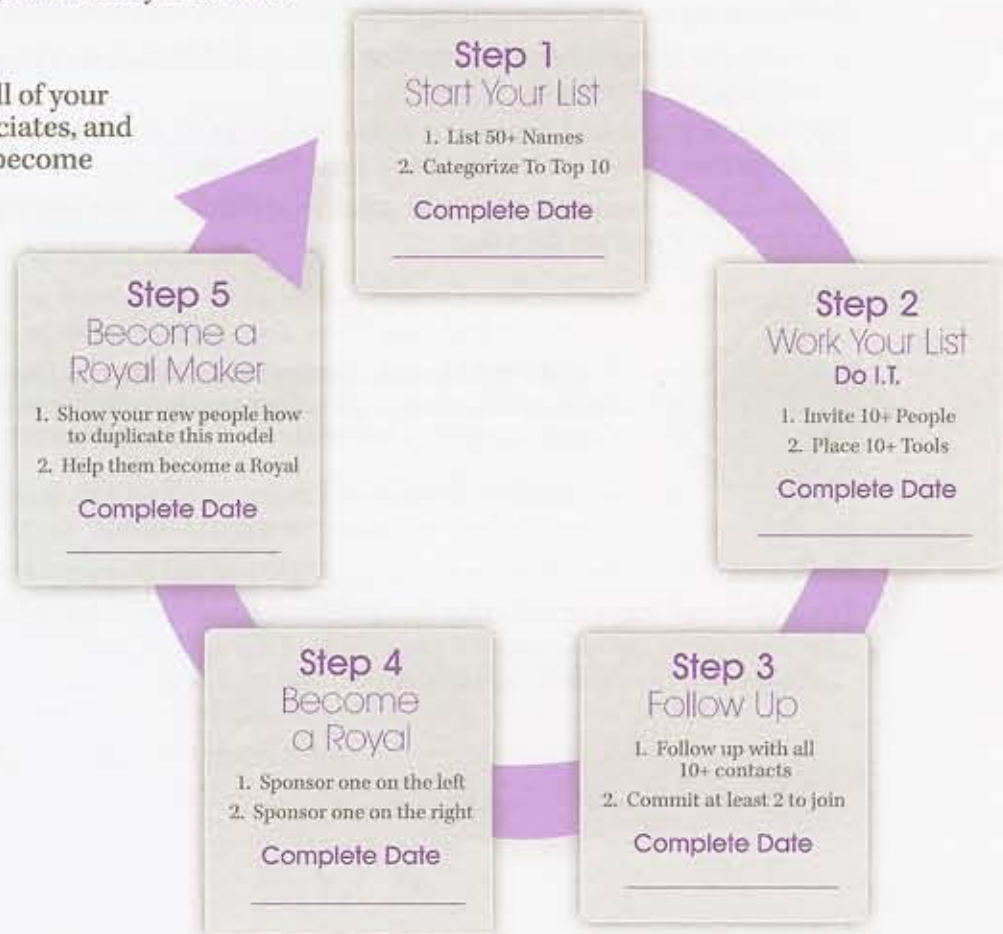 ll of your
ciates, and
become
Step 1
Start Your List
1. List 50+ Names
2. Categorize To Top 10
Complete Date
Step 2
Work Your List
Do I.T.
1. Invite 10+ People
2. Place 10+ Tools
Complete Date
Step 3
Follow Up
1. Follow up with all
10+ contacts
2. Commit at least 2 to join
Complete Date
Step 4
Become
a Royal
1. Sponsor one on the left
2. Sponsor one on the right
Complete Date
Step 5
Become a
Royal Maker
1. Show your new people how
to duplicate this model
2. Help them become a Royal
Complete Date